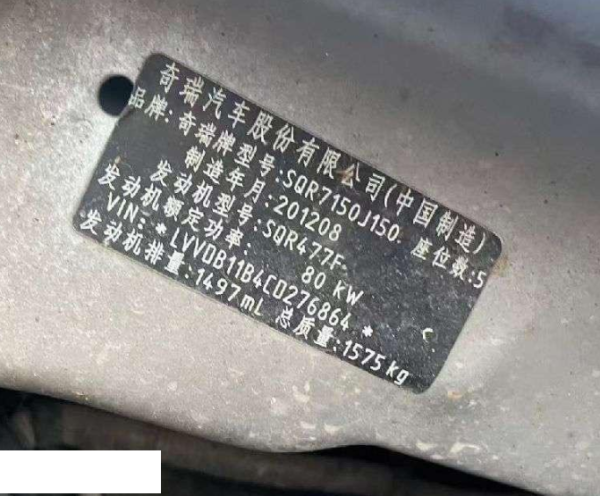 奇瑞汽车股份有限公司(中国制造)
品牌:奇瑞牌 型号:SQR7150J150 座位数:5
制造年月:201208
发动机型号:SQR477F
发动机额定功率: 80 kW
VIN: *LVVDB11B4CD276864*
发动机排量:1497mL 总质量:1575kg